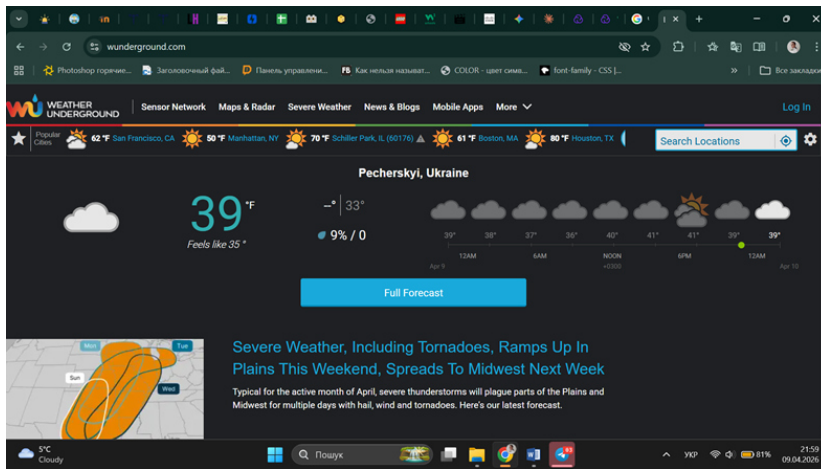 wunderground.com
Photoshop горячие...
Заголовочный фай...
Панель управлени...
Как нельзя называт...
COLOR - цвет симв...
font-family - CSS |...
»
Все закладки
WEATHER UNDERGROUND
Sensor Network
Maps & Radar
Severe Weather
News & Blogs
Mobile Apps
More
Log In
Popular Cities
62 °F San Francisco, CA
50 °F Manhattan, NY
70 °F Schiller Park, IL (60176)
61 °F Boston, MA
80 °F Houston, TX
Search Locations
Pecherskyi, Ukraine
39 °F
Feels like 35 °
--° | 33°
9% / 0
39° 38° 37° 36° 40° 41° 41° 39° 39°
12AM 6AM NOON 6PM 12AM
Apr 9 +0300 Apr 10
Full Forecast
Mon
Tue
Sun
Wed
Severe Weather, Including Tornadoes, Ramps Up In
Plains This Weekend, Spreads To Midwest Next Week
Typical for the active month of April, severe thunderstorms will plague parts of the Plains and
Midwest for multiple days with hail, wind and tornadoes. Here's our latest forecast.
5°C
Cloudy
Пошук
УКР
81%
21:59
09.04.2026